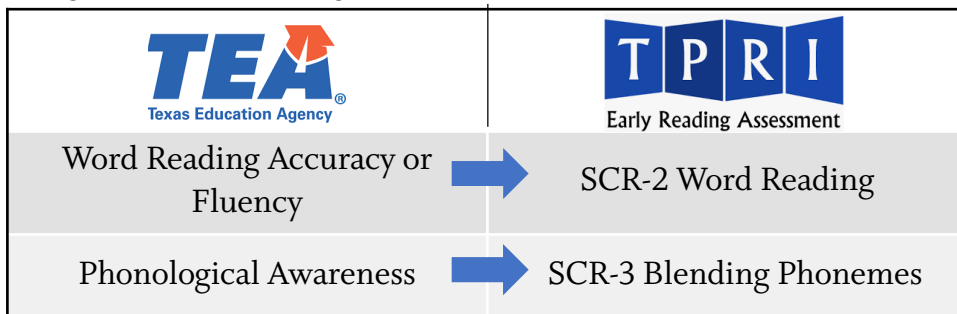 TEA®
Texas Education Agency
TPRI
Early Reading Assessment
Word Reading Accuracy or
Fluency
SCR-2 Word Reading
Phonological Awareness
SCR-3 Blending Phonemes